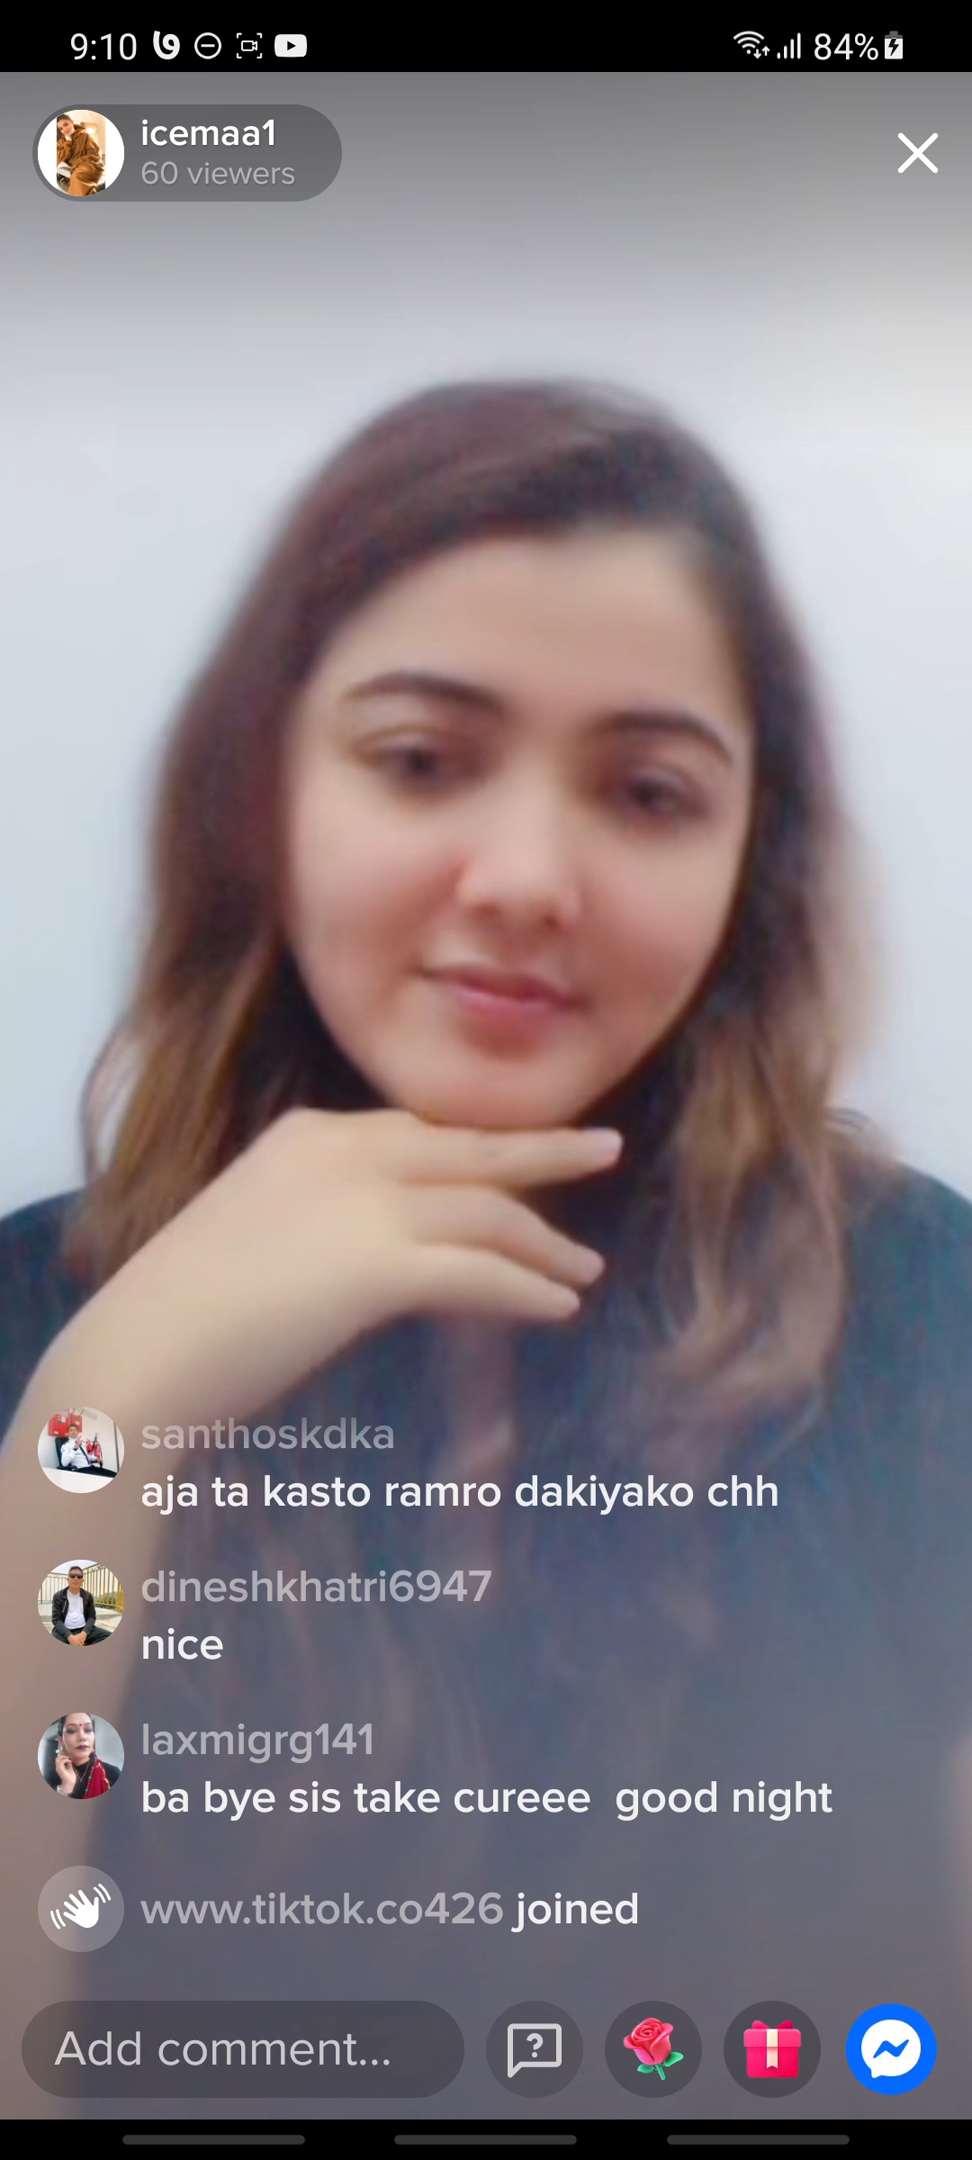 9:10
84%
icemaa1
60 viewers
santhoskdka
aja ta kasto ramro dakiyako chh
dineshkhatri6947
nice
laxmigrg141
ba bye sis take cureee  good night
www.tiktok.co426 joined
Add comment...